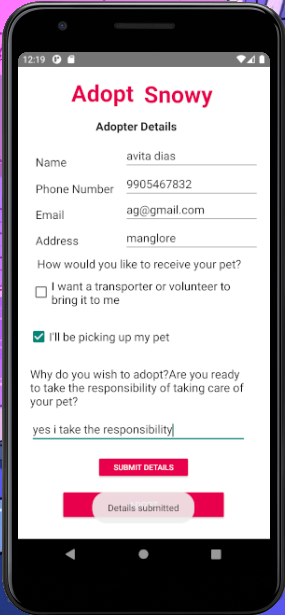 12:19
Adopt Snowy
Adopter Details
Name avita dias
Phone Number 9905467832
Email ag@gmail.com
Address manglore
How would you like to receive your pet?
I want a transporter or volunteer to
bring it to me
I'll be picking up my pet
Why do you wish to adopt?Are you ready
to take the responsibility of taking care of
your pet?
yes i take the responsibility
SUBMIT DETAILS
Details submitted